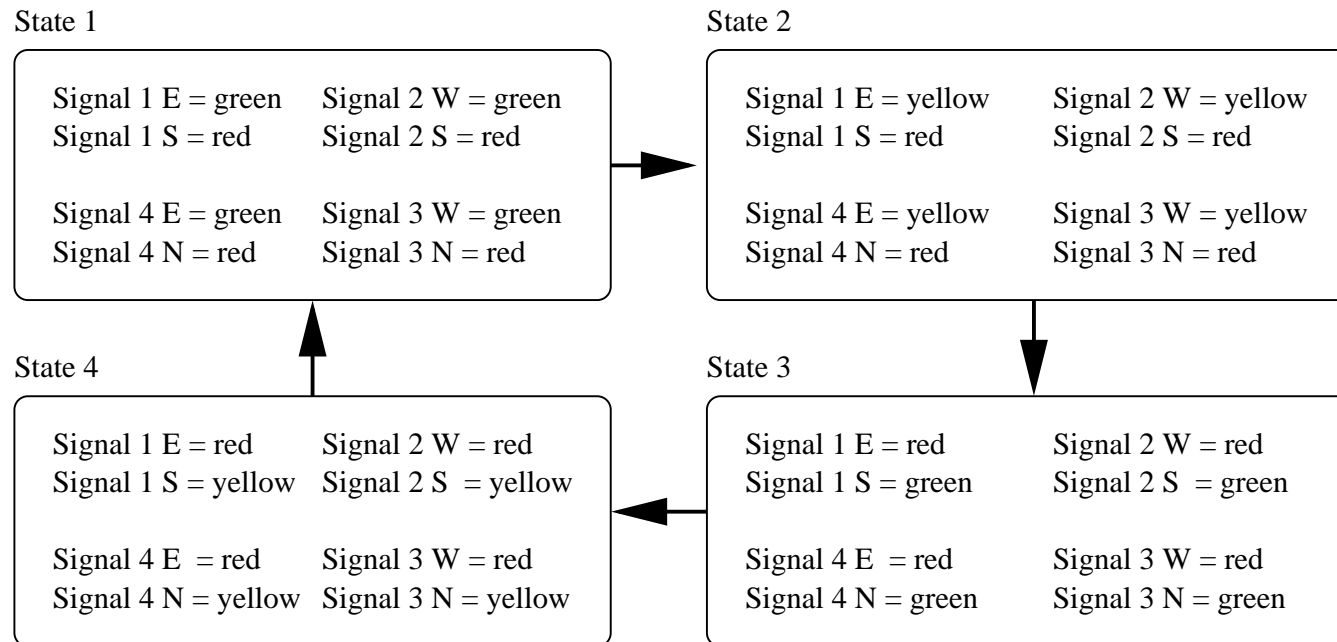 State 1
Signal 1 E = green Signal 2 W = green
Signal 1 S = red Signal 2 S = red
Signal 4 E = green Signal 3 W = green
Signal 4 N = red Signal 3 N = red
State 2
Signal 1 E = yellow Signal 2 W = yellow
Signal 1 S = red Signal 2 S = red
Signal 4 E = yellow Signal 3 W = yellow
Signal 4 N = red Signal 3 N = red
State 4
Signal 1 E = red Signal 2 W = red
Signal 1 S = yellow Signal 2 S = yellow
Signal 4 E = red Signal 3 W = red
Signal 4 N = yellow Signal 3 N = yellow
State 3
Signal 1 E = red Signal 2 W = red
Signal 1 S = green Signal 2 S = green
Signal 4 E = red Signal 3 W = red
Signal 4 N = green Signal 3 N = green